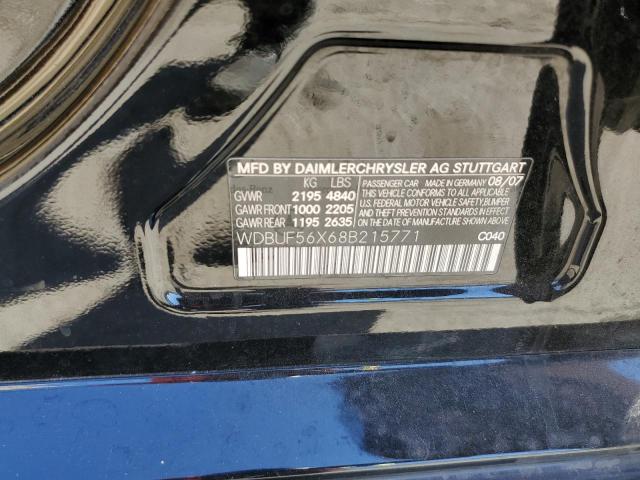 MFD BY DAIMLERCHRYSLER AG STUTTGART
KG LBS
GVWR 2195 4840
GAWR FRONT 1000 2205
GAWR REAR 1195 2635
PASSENGER CAR MADE IN GERMANY 08/07
THIS VEHICLE CONFORMS TO ALL APPLICABLE
U.S. FEDERAL MOTOR VEHICLE SAFETY,
BUMPER, AND THEFT PREVENTION STANDARDS
IN EFFECT ON THE DATE OF
MANUFACTURE SHOWN ABOVE
WDBUF56X68B215771
C040